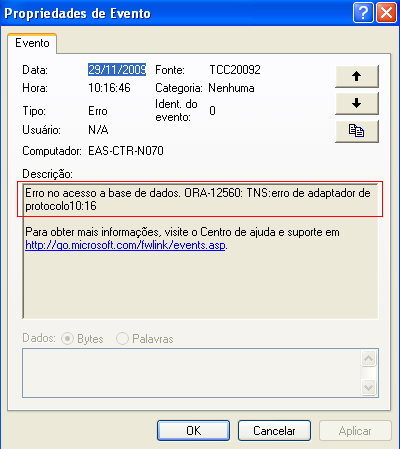 Propriedades de Evento
Evento
Data: 29/11/2009 Fonte: TCC20092
Hora: 10:16:46 Categoria: Nenhuma
Tipo: Erro Ident. do evento: 0
Usuário: N/A
Computador: EAS-CTR-N070
Descrição:
Erro no acesso a base de dados. ORA-12560: TNS:erro de adaptador de
protocolo10:16
Para obter mais informações, visite o Centro de ajuda e suporte em
http://go.microsoft.com/fwlink/events.asp.
Dados: Bytes Palavras
OK Cancelar Aplicar